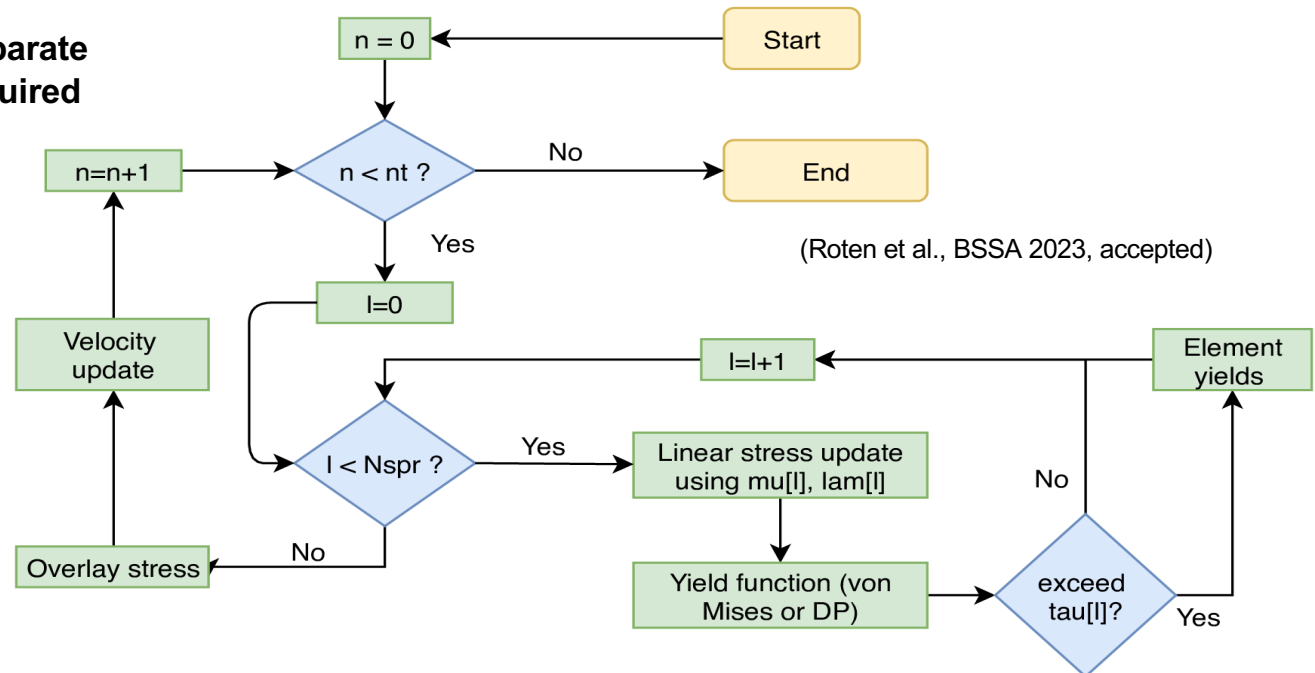 parate
uired
n = 0
Start
n=n+1
n < nt ?
No
End
Yes
(Roten et al., BSSA 2023, accepted)
l=0
Velocity
update
l=l+1
Element
yields
l < Nspr ?
Yes
Linear stress update
using mu[l], lam[l]
No
Overlay stress
No
Yield function (von
Mises or DP)
exceed
tau[l]?
Yes